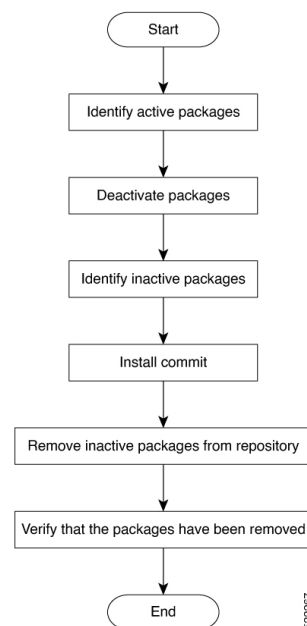 Start
Identify active packages
Deactivate packages
Identify inactive packages
Install commit
Remove inactive packages from repository
Verify that the packages have been removed
End